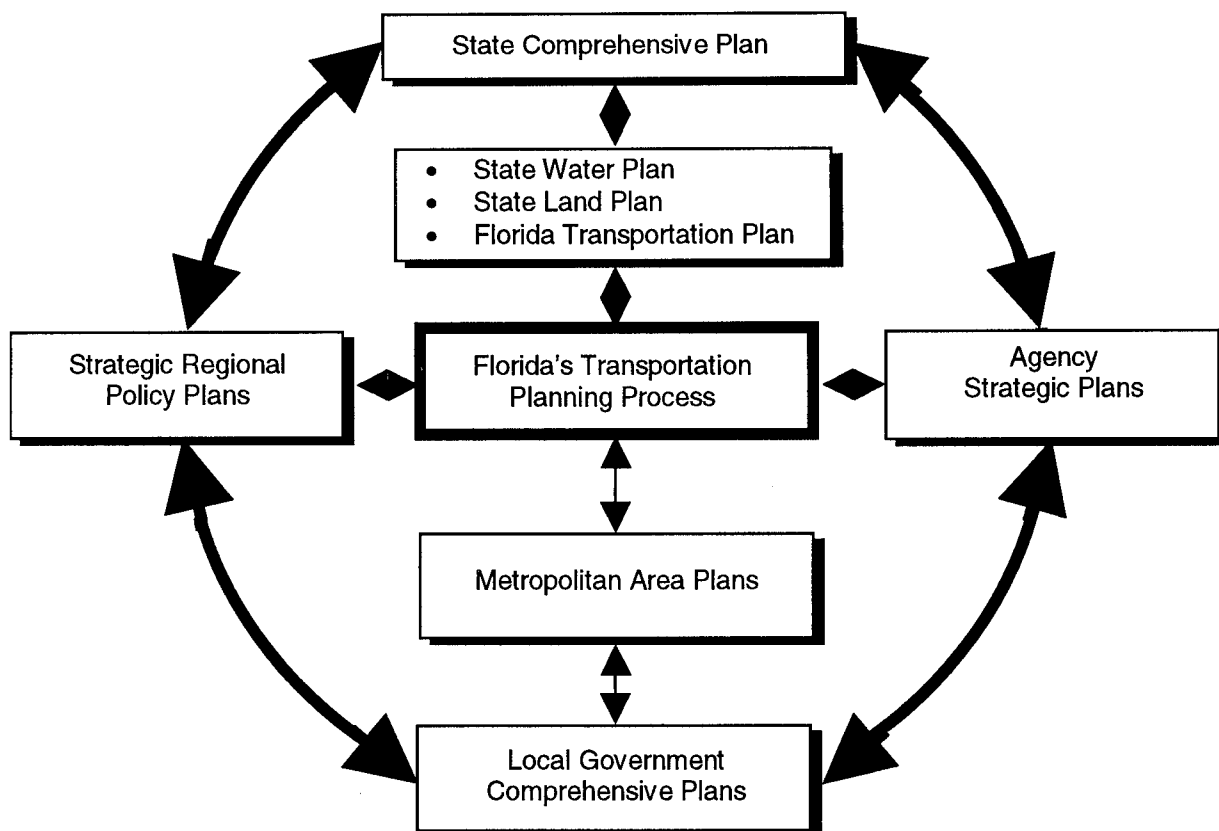 State Comprehensive Plan
• State Water Plan
• State Land Plan
• Florida Transportation Plan
Strategic Regional
Policy Plans
Florida's Transportation
Planning Process
Agency
Strategic Plans
Metropolitan Area Plans
Local Government
Comprehensive Plans